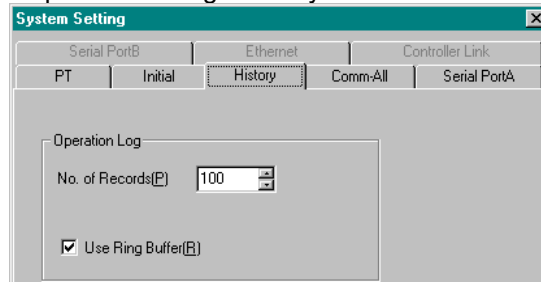 System Setting
Serial PortB Ethernet Controller Link
PT Initial History Comm-All Serial PortA
Operation Log
No. of Records(P) 100
Use Ring Buffer(R)